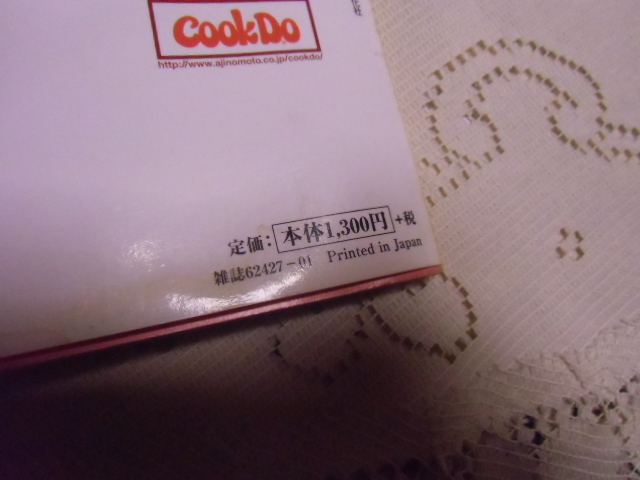 CookDo
http://www.ajinomoto.co.jp/cookdo/
定価：本体1,300円+税
雑誌62427-01 Printed in Japan